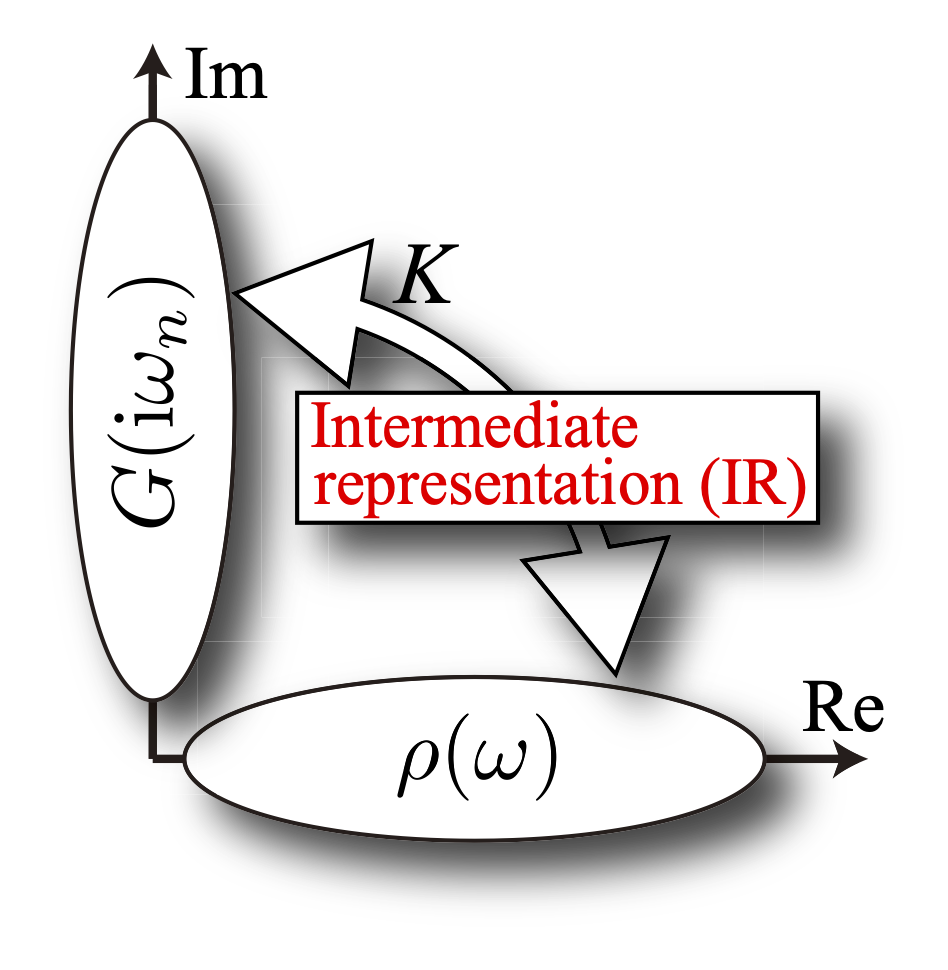 Im
K
G(iωₙ)
Intermediate
representation (IR)
Re
ρ(ω)